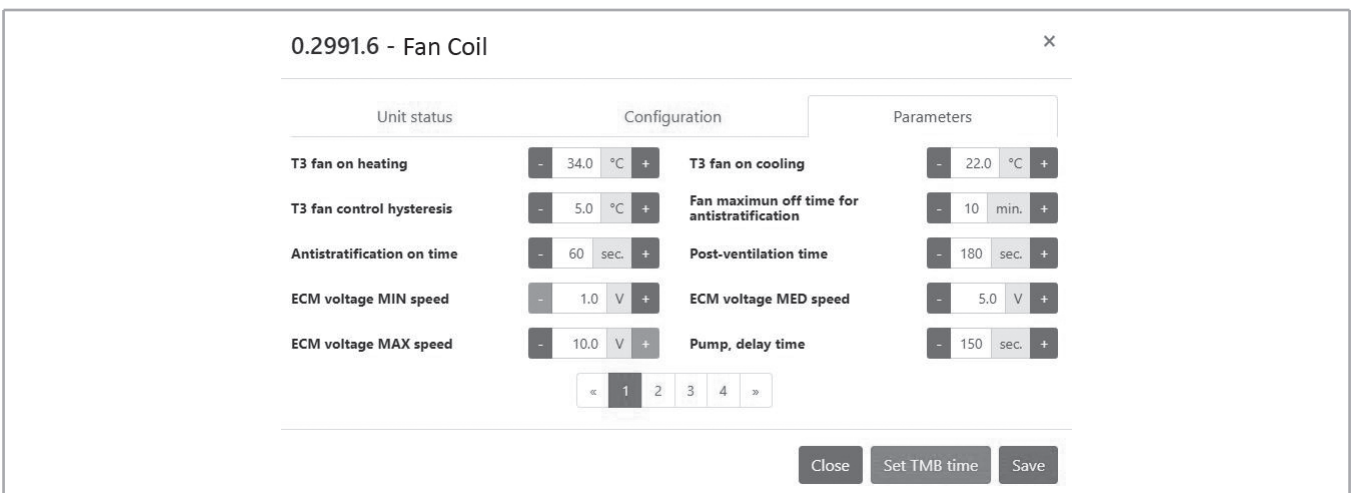 0.2991.6 - Fan Coil ×
Unit status Configuration Parameters
T3 fan on heating - 34.0 °C + T3 fan on cooling - 22.0 °C +
T3 fan control hysteresis - 5.0 °C + Fan maximun off time for
antistratification - 10 min. +
Antistratification on time - 60 sec. + Post-ventilation time - 180 sec. +
ECM voltage MIN speed - 1.0 V + ECM voltage MED speed - 5.0 V +
ECM voltage MAX speed - 10.0 V + Pump, delay time - 150 sec. +
« 1 2 3 4 »
Close Set TMB time Save